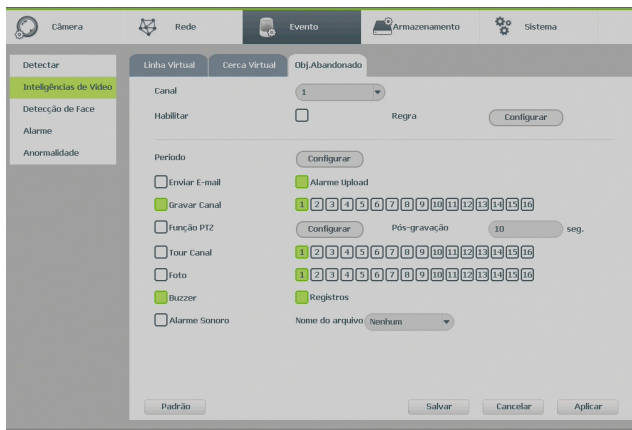 Câmera Rede Evento Armazenamento Sistema
Detectar
Inteligências de Vídeo
Detecção de Face
Alarme
Anormalidade
Linha Virtual Cerca Virtual Obj.Abandonado
Canal 1
Habilitar Regra Configurar
Período Configurar
Enviar E-mail Alarme Upload
Gravar Canal 1 2 3 4 5 6 7 8 9 10 11 12 13 14 15 16
Função PTZ Configurar Pós-gravação 10 seg.
Tour Canal 1 2 3 4 5 6 7 8 9 10 11 12 13 14 15 16
Foto 1 2 3 4 5 6 7 8 9 10 11 12 13 14 15 16
Buzzer Registros
Alarme Sonoro Nome do arquivo Nenhum
Padrão Salvar Cancelar Aplicar